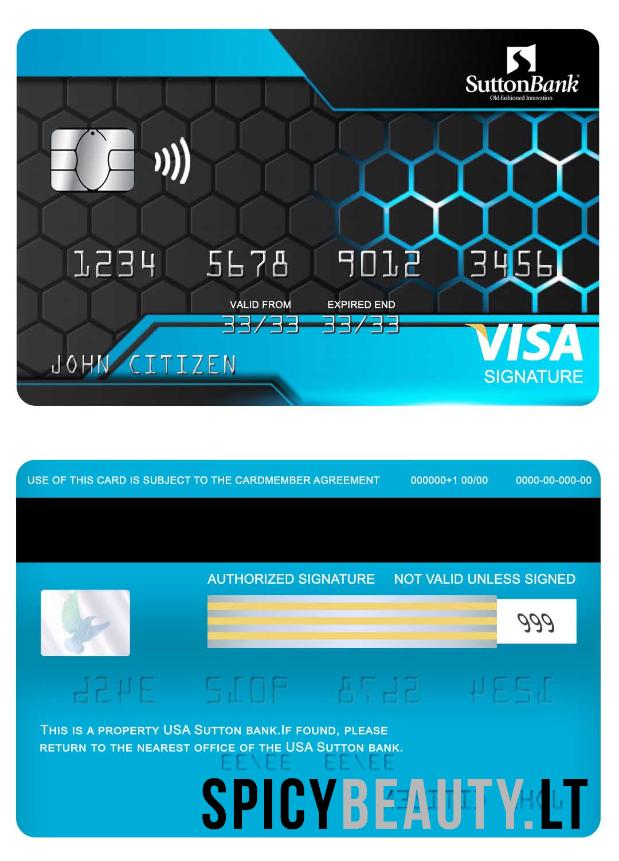 SuttonBank
Old-fashioned Innovation
1234 5678 9012 3456
VALID FROM EXPIRED END
33/33 33/33
JOHN CITIZEN
VISA
SIGNATURE
USE OF THIS CARD IS SUBJECT TO THE CARDMEMBER AGREEMENT 000000+1 00/00 0000-00-000-00
AUTHORIZED SIGNATURE NOT VALID UNLESS SIGNED
999
THIS IS A PROPERTY USA SUTTON BANK.IF FOUND, PLEASE
RETURN TO THE NEAREST OFFICE OF THE USA SUTTON BANK.
SPICYBEAUTY.LT